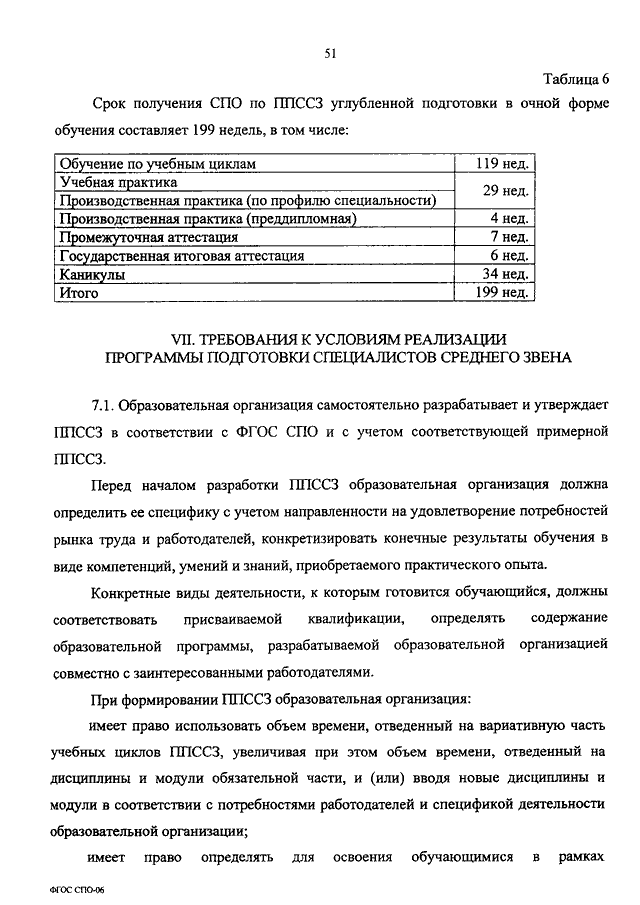 51
Таблица 6
Срок получения СПО по ППССЗ углубленной подготовки в очной форме
обучения составляет 199 недель, в том числе:
Обучение по учебным циклам 119 нед.
Учебная практика
29 нед.
Производственная практика (по профилю специальности)
Производственная практика (преддипломная) 4 нед.
Промежуточная аттестация 7 нед.
Государственная итоговая аттестация 6 нед.
Каникулы 34 нед.
Итого 199 нед.
VII. ТРЕБОВАНИЯ К УСЛОВИЯМ РЕАЛИЗАЦИИ
ПРОГРАММЫ ПОДГОТОВКИ СПЕЦИАЛИСТОВ СРЕДНЕГО ЗВЕНА
7.1. Образовательная организация самостоятельно разрабатывает и утверждает
ППССЗ в соответствии с ФГОС СПО и с учетом соответствующей примерной
ППССЗ.
Перед началом разработки ППССЗ образовательная организация должна
определить ее специфику с учетом направленности на удовлетворение потребностей
рынка труда и работодателей, конкретизировать конечные результаты обучения в
виде компетенций, умений и знаний, приобретаемого практического опыта.
Конкретные виды деятельности, к которым готовится обучающийся, должны
соответствовать присваиваемой квалификации, определять содержание
образовательной программы, разрабатываемой образовательной организацией
совместно с заинтересованными работодателями.
При формировании ППССЗ образовательная организация:
имеет право использовать объем времени, отведенный на вариативную часть
учебных циклов ППССЗ, увеличивая при этом объем времени, отведенный на
дисциплины и модули обязательной части, и (или) вводя новые дисциплины и
модули в соответствии с потребностями работодателей и спецификой деятельности
образовательной организации;
имеет право определять для освоения обучающимися в рамках
ФГОС СПО-06